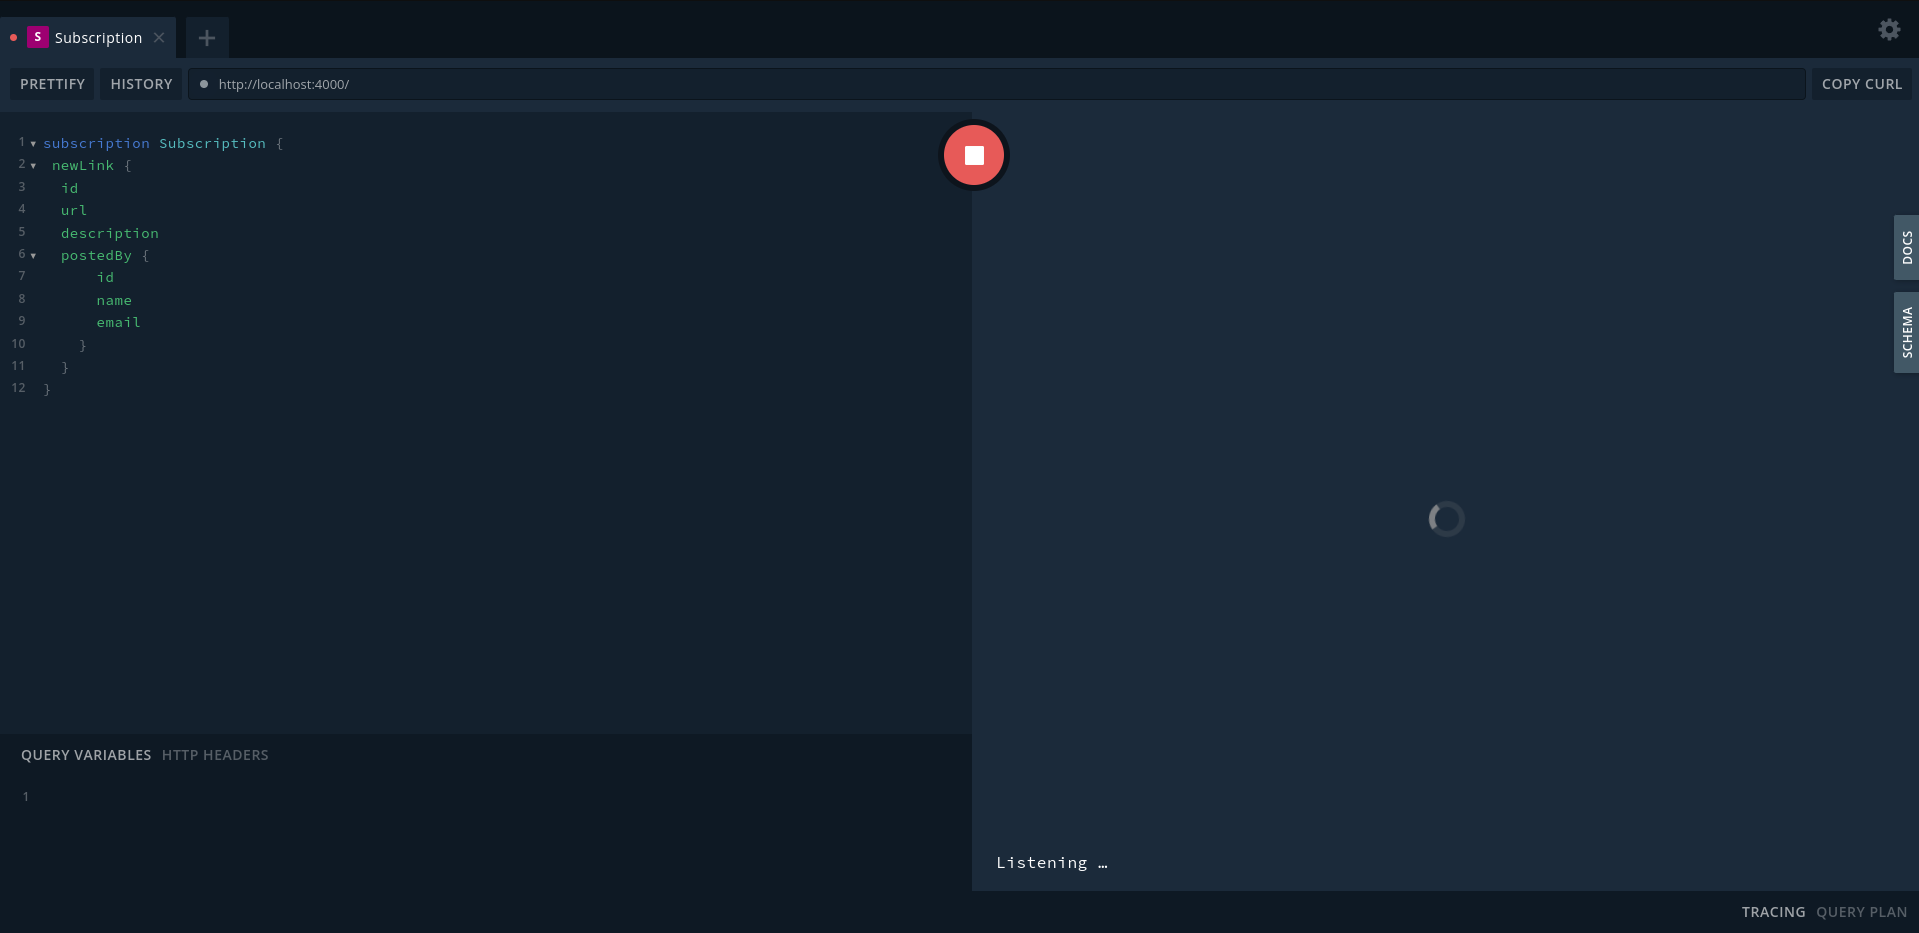 S Subscription
PRETTIFY HISTORY http://localhost:4000/ COPY CURL
1 subscription Subscription {
2 newLink {
3 id
4 url
5 description
6 postedBy {
7 id
8 name
9 email
10 }
11 }
12 }
DOCS
SCHEMA
QUERY VARIABLES HTTP HEADERS
1
Listening …
TRACING QUERY PLAN